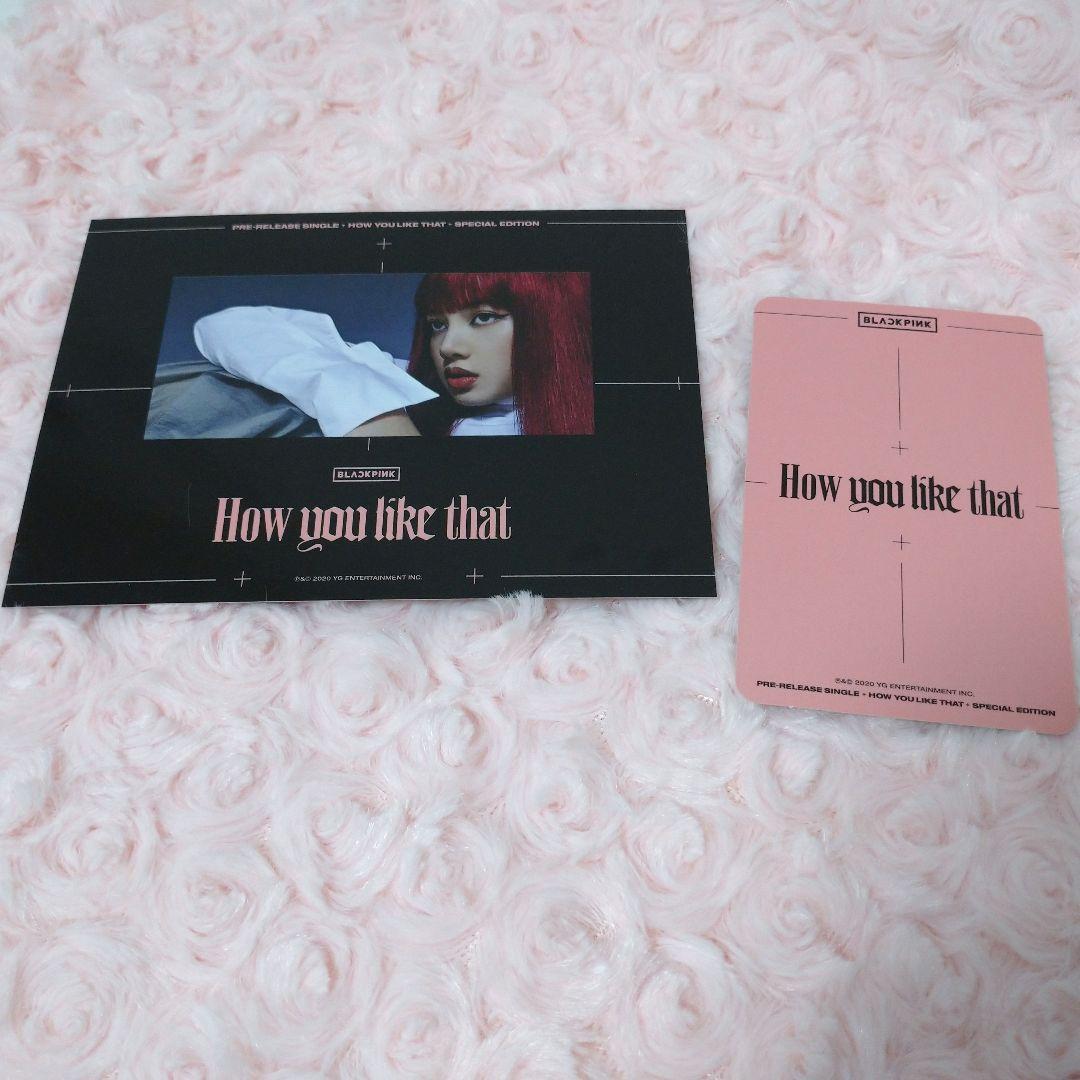 PRE-RELEASE SINGLE + HOW YOU LIKE THAT + SPECIAL EDITION
BLACKPINK
How you like that
℗&© 2020 YG ENTERTAINMENT INC.
BLACKPINK
How you like that
℗&© 2020 YG ENTERTAINMENT INC.
PRE-RELEASE SINGLE + HOW YOU LIKE THAT + SPECIAL EDITION